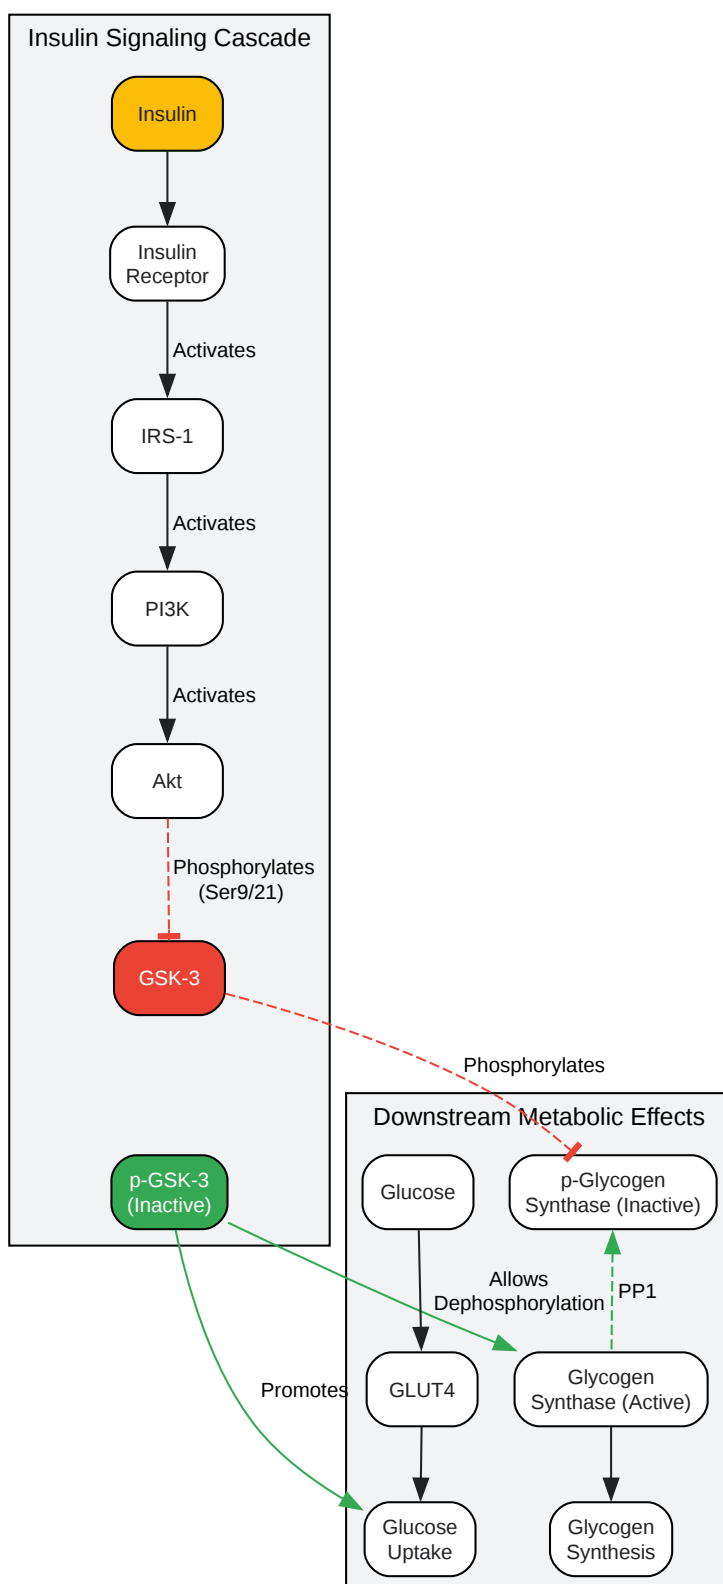 Insulin Signaling Cascade
Insulin
Insulin
Receptor
Activates
IRS-1
Activates
PI3K
Activates
Akt
Phosphorylates
(Ser9/21)
GSK-3
Phosphorylates
Downstream Metabolic Effects
p-GSK-3
(Inactive)
Glucose
p-Glycogen
Synthase (Inactive)
Allows
Dephosphorylation
PP1
Promotes
GLUT4
Glycogen
Synthase (Active)
Glucose
Uptake
Glycogen
Synthesis